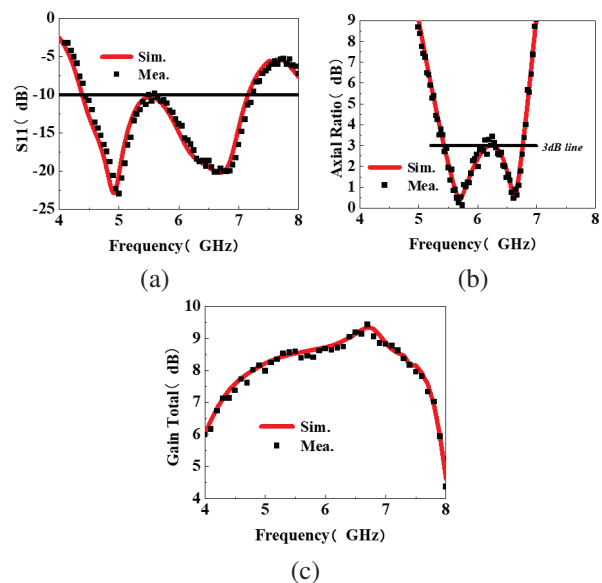 0
-5
-10
-15
-20
-25
S11( dB)
Sim.
Mea.
4 5 6 7 8
Frequency( GHz)
(a)
9
8
7
6
5
4
3
2
1
0
Axial Ratio( dB)
3dB line
Sim.
Mea.
4 5 6 7 8
Frequency( GHz)
(b)
10
9
8
7
6
5
4
Gain Total( dB)
Sim.
Mea.
4 5 6 7 8
Frequency( GHz)
(c)